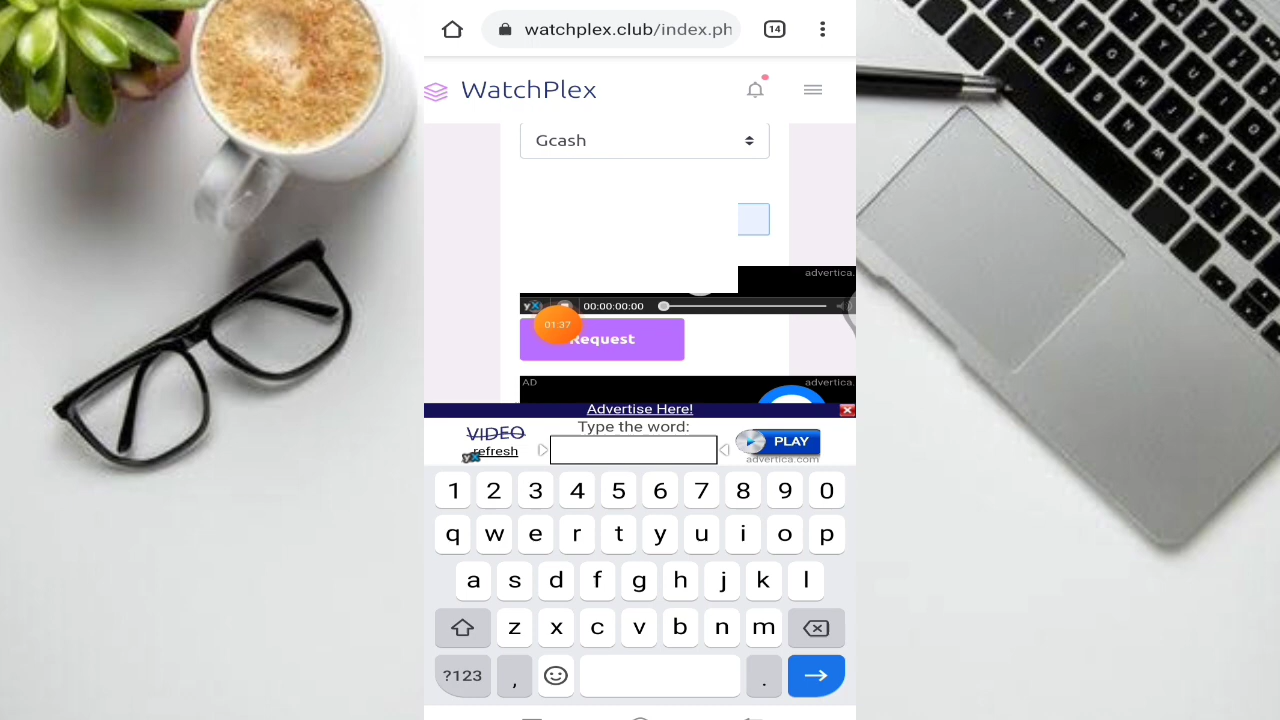 watchplex.club/index.ph
14
WatchPlex
Gcash
advertica.
00:00:00:00
01:37
Request
AD
advertica.
Advertise Here!
VIDEO
refresh
Type the word:
PLAY
advertica.com
1 2 3 4 5 6 7 8 9 0
q w e r t y u i o p
a s d f g h j k l
z x c v b n m
?123 , .